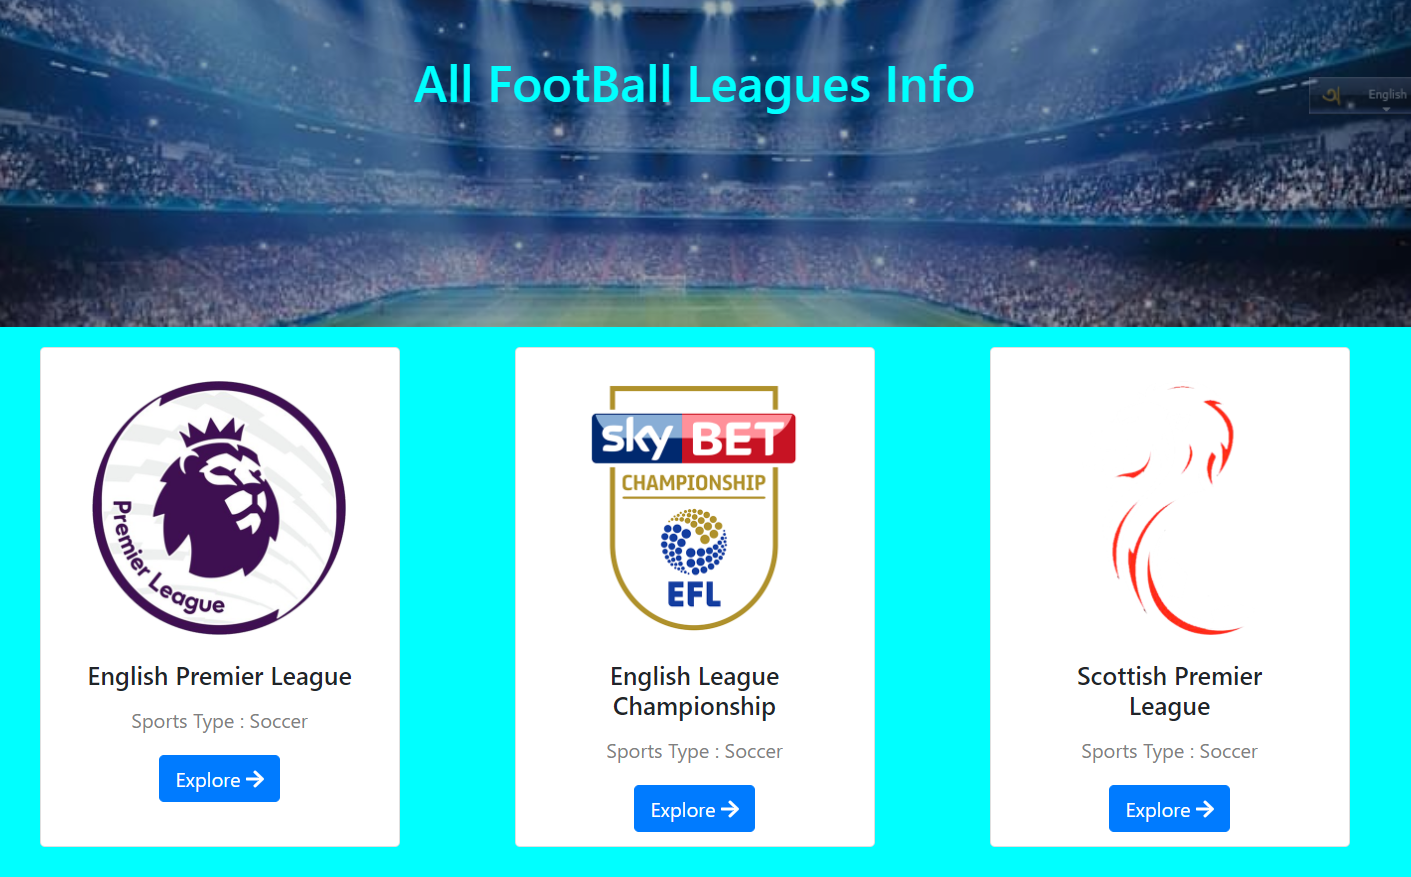 All FootBall Leagues Info
অ English
Premier League
sky BET
CHAMPIONSHIP
EFL
English Premier League
Sports Type : Soccer
Explore
English League
Championship
Sports Type : Soccer
Explore
Scottish Premier
League
Sports Type : Soccer
Explore